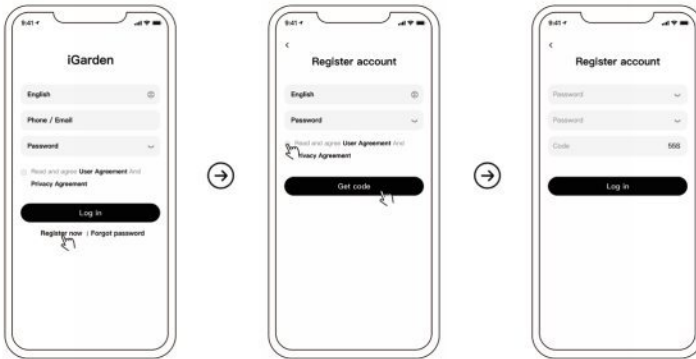 9:41
iGarden
English
Phone / Email
Password
Read and agree User Agreement And
Privacy Agreement
Log in
Register now | Forgot password
9:41
Register account
English
Password
Read and agree User Agreement And
Privacy Agreement
Get code
9:41
Register account
Password
Password
Code 56S
Log in